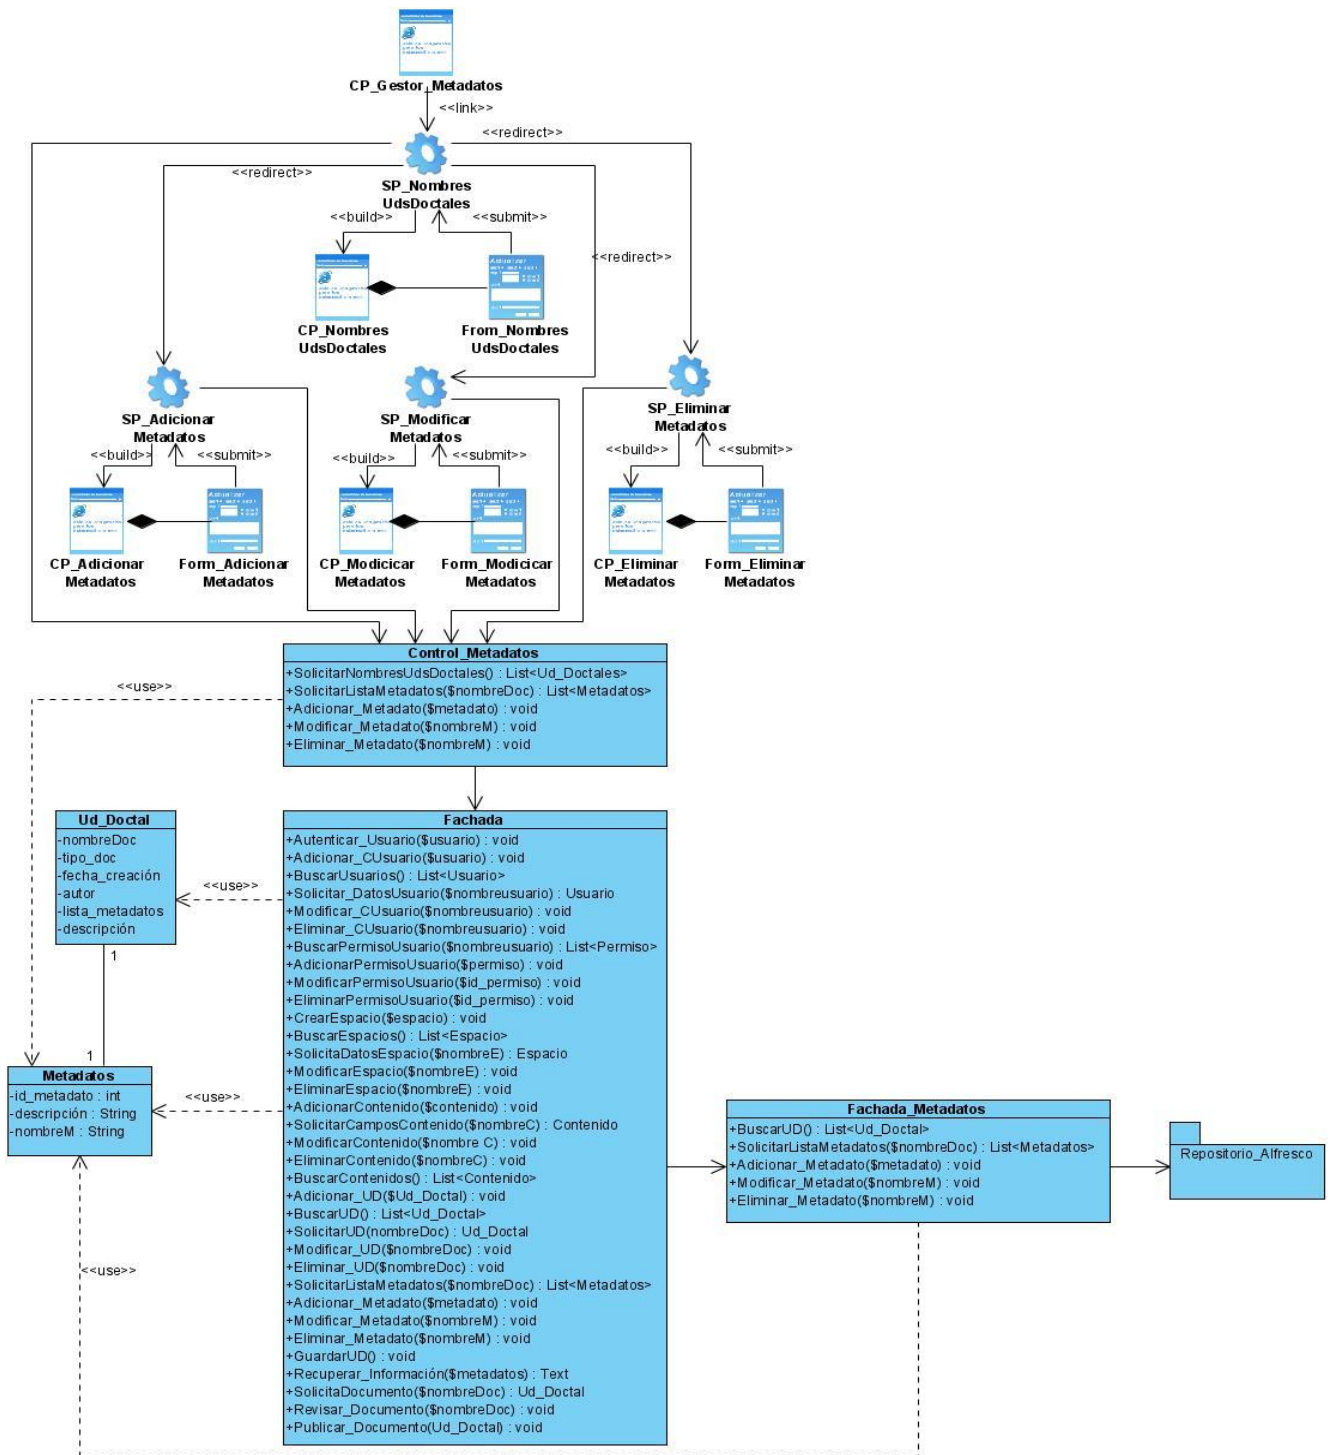 CP_Gestor_Metadatos
<<link>>
<<redirect>>
<<redirect>>
SP_Nombres
UdsDoctales
<<build>>
<<submit>>
<<redirect>>
CP_Nombres
UdsDoctales
From_Nombres
UdsDoctales
SP_Adicionar
Metadatos
SP_Modificar
Metadatos
SP_Eliminar
Metadatos
<<build>>
<<submit>>
<<build>>
<<submit>>
<<build>>
<<submit>>
CP_Adicionar
Metadatos
Form_Adicionar
Metadatos
CP_Modicicar
Metadatos
Form_Modicicar
Metadatos
CP_Eliminar
Metadatos
Form_Eliminar
Metadatos
Control_Metadatos
+SolicitarNombresUdsDoctales() : List<Ud_Doctales>
+SolicitarListaMetadatos($nombreDoc) : List<Metadatos>
+Adicionar_Metadato($metadato) : void
+Modificar_Metadato($nombreM) : void
+Eliminar_Metadato($nombreM) : void
<<use>>
Ud_Doctal
-nombreDoc
-tipo_doc
-fecha_creación
-autor
-lista_metadatos
-descripción
<<use>>
1
1
Metadatos
-id_metadato : int
-descripción : String
-nombreM : String
<<use>>
<<use>>
Fachada
+Autenticar_Usuario($usuario) : void
+Adicionar_CUsuario($usuario) : void
+BuscarUsuarios() : List<Usuario>
+Solicitar_DatosUsuario($nombreusuario) : Usuario
+Modificar_CUsuario($nombreusuario) : void
+Eliminar_CUsuario($nombreusuario) : void
+BuscarPermisoUsuario($nombreusuario) : List<Permiso>
+AdicionarPermisoUsuario($permiso) : void
+ModificarPermisoUsuario($id_permiso) : void
+EliminarPermisoUsuario($id_permiso) : void
+CrearEspacio($espacio) : void
+BuscarEspacios() : List<Espacio>
+SolicitaDatosEspacio($nombreE) : Espacio
+ModificarEspacio($nombreE) : void
+EliminarEspacio($nombreE) : void
+AdicionarContenido($contenido) : void
+SolicitarCamposContenido($nombreC) : Contenido
+ModificarContenido($nombre C) : void
+EliminarContenido($nombreC) : void
+BuscarContenidos() : List<Contenido>
+Adicionar_UD($Ud_Doctal) : void
+BuscarUD() : List<Ud_Doctal>
+SolicitarUD(nombreDoc) : Ud_Doctal
+Modificar_UD($nombreDoc) : void
+Eliminar_UD($nombreDoc) : void
+SolicitarListaMetadatos($nombreDoc) : List<Metadatos>
+Adicionar_Metadato($metadato) : void
+Modificar_Metadato($nombreM) : void
+Eliminar_Metadato($nombreM) : void
+GuardarUD() : void
+Recuperar_Información($metadatos) : Text
+SolicitaDocumento($nombreDoc) : Ud_Doctal
+Revisar_Documento($nombreDoc) : void
+Publicar_Documento(Ud_Doctal) : void
Fachada_Metadatos
+BuscarUD() : List<Ud_Doctal>
+SolicitarListaMetadatos($nombreDoc) : List<Metadatos>
+Adicionar_Metadato($metadato) : void
+Modificar_Metadato($nombreM) : void
+Eliminar_Metadato($nombreM) : void
Repositorio_Alfresco